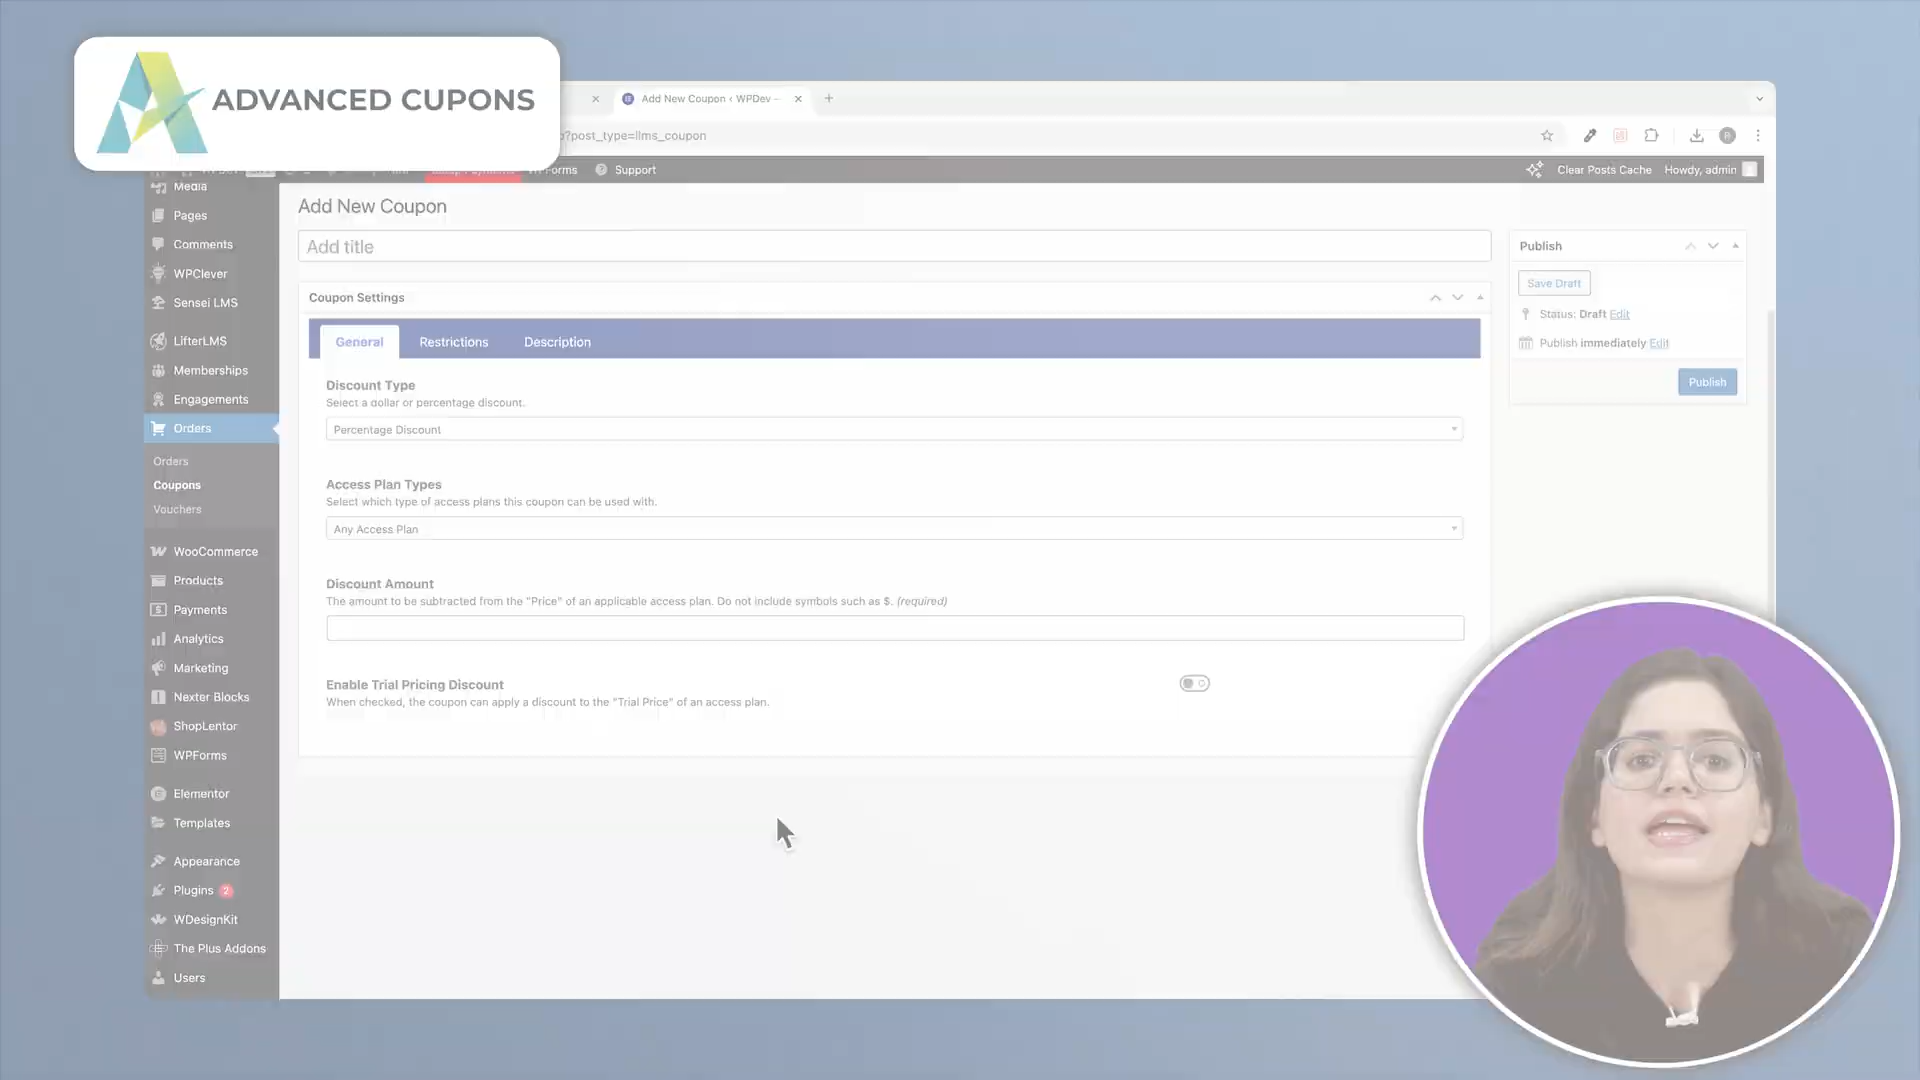 ADVANCED CUPONS
Add New Coupon ‹ WPDev –
?post_type=llms_coupon
Forms
Support
Clear Posts Cache
Howdy, admin
Media
Pages
Comments
WPClever
Sensei LMS
LifterLMS
Memberships
Engagements
Orders
Orders
Coupons
Vouchers
WooCommerce
Products
Payments
Analytics
Marketing
Nexter Blocks
ShopLentor
WPForms
Elementor
Templates
Appearance
Plugins 2
WDesignKit
The Plus Addons
Users
Add New Coupon
Add title
Coupon Settings
General
Restrictions
Description
Discount Type
Select a dollar or percentage discount.
Percentage Discount
Access Plan Types
Select which type of access plans this coupon can be used with.
Any Access Plan
Discount Amount
The amount to be subtracted from the "Price" of an applicable access plan. Do not include symbols such as $. (required)
Enable Trial Pricing Discount
When checked, the coupon can apply a discount to the "Trial Price" of an access plan.
Publish
Save Draft
Status: Draft Edit
Publish immediately Edit
Publish